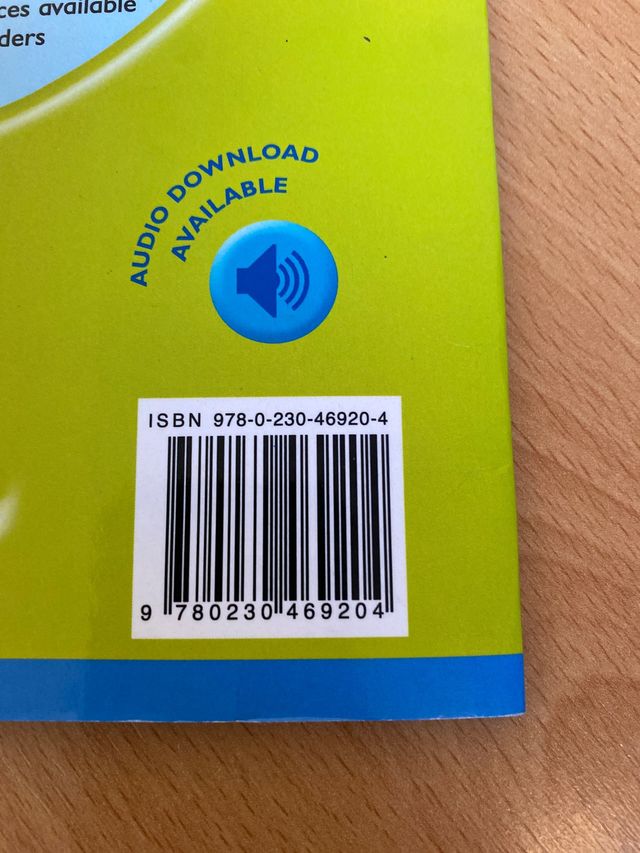 ces available
ders
AUDIO DOWNLOAD
AVAILABLE
ISBN 978-0-230-46920-4
9 780230 469204